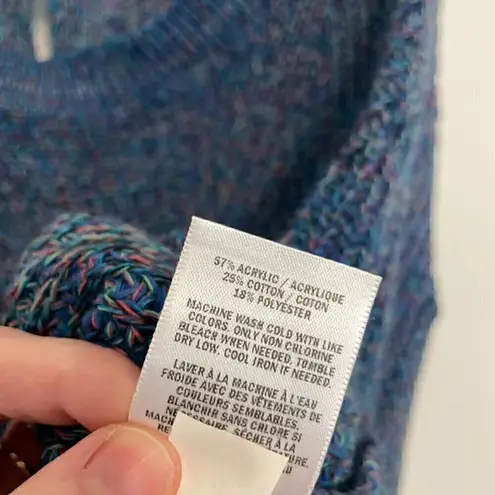 57% ACRYLIC / ACRYLIQUE
25% COTTON / COTON
18% POLYESTER
MACHINE WASH COLD WITH LIKE
COLORS. ONLY NON CHLORINE
BLEACH WHEN NEEDED. TUMBLE
DRY LOW. COOL IRON IF NEEDED.
LAVER À LA MACHINE À L'EAU
FROIDE AVEC DES VÊTEMENTS DE
COULEURS SEMBLABLES.
BLANCHIR SANS CHLORE SI
SÉCHER À LA